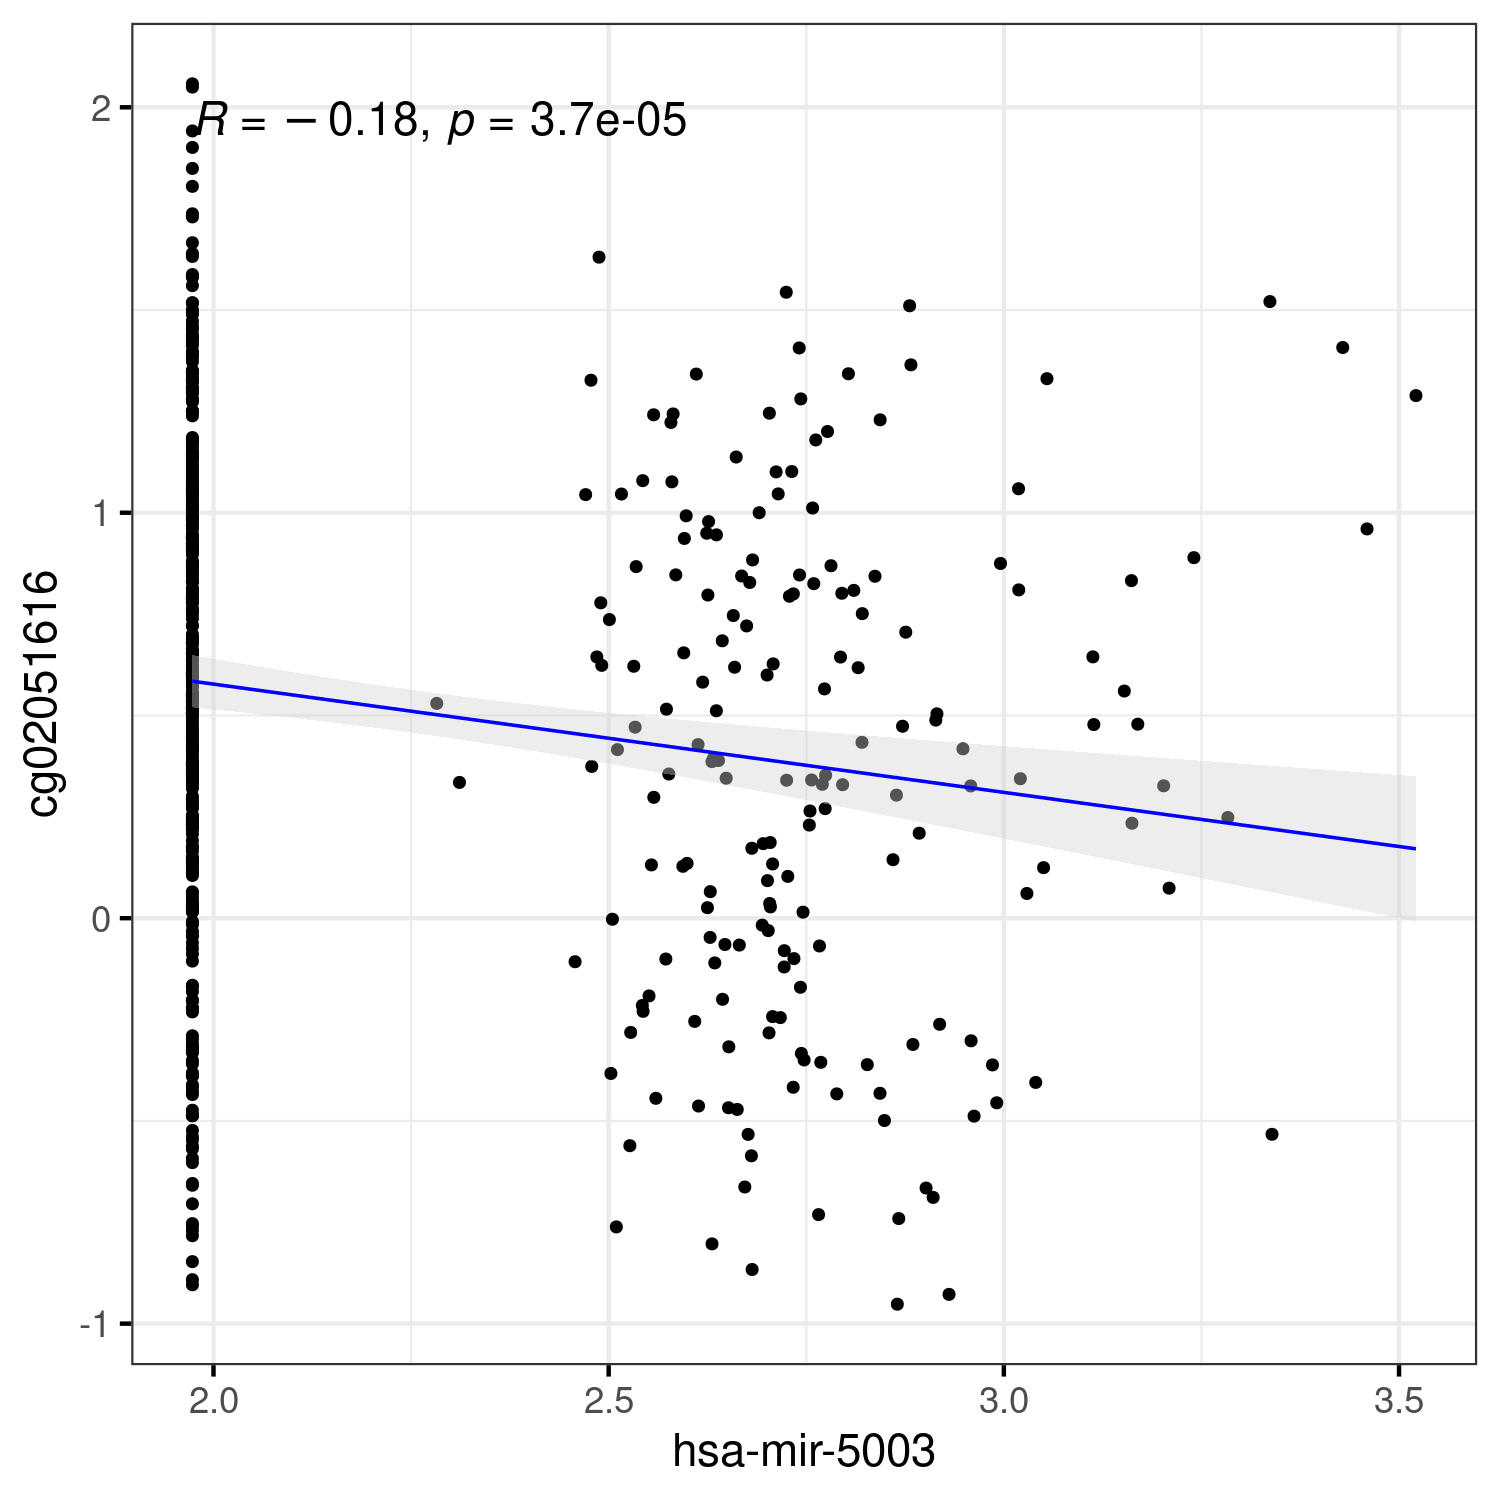 R = − 0.18, p = 3.7e-05
2
1
0
-1
cg02051616
2.0 2.5 3.0 3.5
hsa-mir-5003